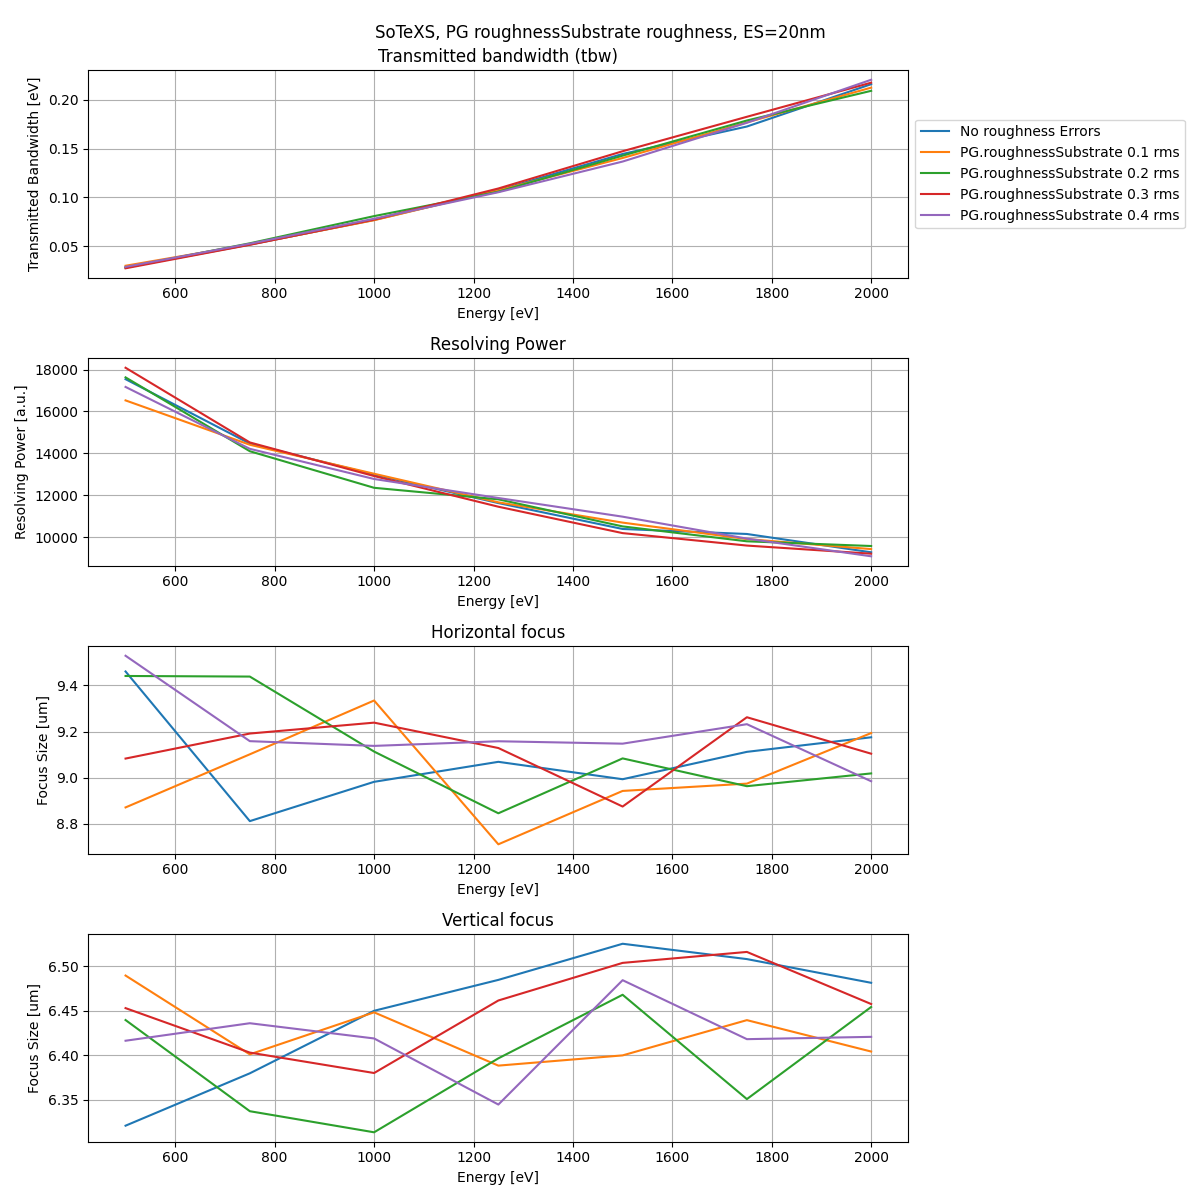 SoTeXS, PG roughnessSubstrate roughness, ES=20nm
Transmitted bandwidth (tbw)
Transmitted Bandwidth [eV]
0.20
0.15
0.10
0.05
600 800 1000 1200 1400 1600 1800 2000
Energy [eV]
No roughness Errors
PG.roughnessSubstrate 0.1 rms
PG.roughnessSubstrate 0.2 rms
PG.roughnessSubstrate 0.3 rms
PG.roughnessSubstrate 0.4 rms
Resolving Power
Resolving Power [a.u.]
18000
16000
14000
12000
10000
600 800 1000 1200 1400 1600 1800 2000
Energy [eV]
Horizontal focus
Focus Size [um]
9.4
9.2
9.0
8.8
600 800 1000 1200 1400 1600 1800 2000
Energy [eV]
Vertical focus
Focus Size [um]
6.50
6.45
6.40
6.35
600 800 1000 1200 1400 1600 1800 2000
Energy [eV]